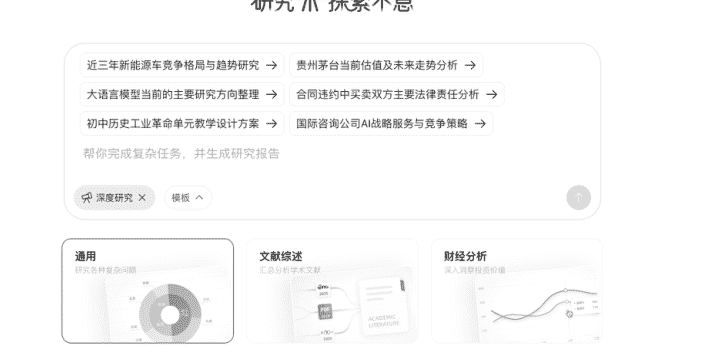 研究 不 探索不息
近三年新能源车竞争格局与趋势研究 →
贵州茅台当前估值及未来走势分析 →
大语言模型当前的主要研究方向整理 →
合同违约中买卖双方主要法律责任分析 →
初中历史工业革命单元教学设计方案 →
国际咨询公司AI战略服务与竞争策略 →
帮你完成复杂任务，并生成研究报告
深度研究 ×
模板
通用
研究各种复杂问题
文献综述
汇总分析学术文献
ACADEMIC
LITERATURE
财经分析
深入洞察投资价值